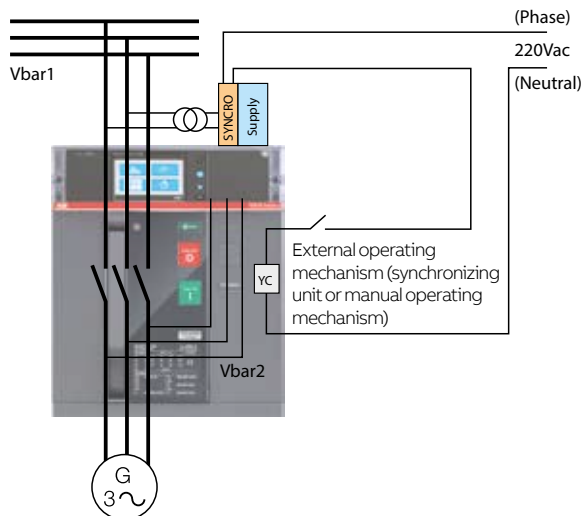 (Phase)
220Vac
(Neutral)
Vbar1
SYNCRO
Supply
External operating
mechanism (synchronizing
unit or manual operating
mechanism)
YC
Vbar2
G
3